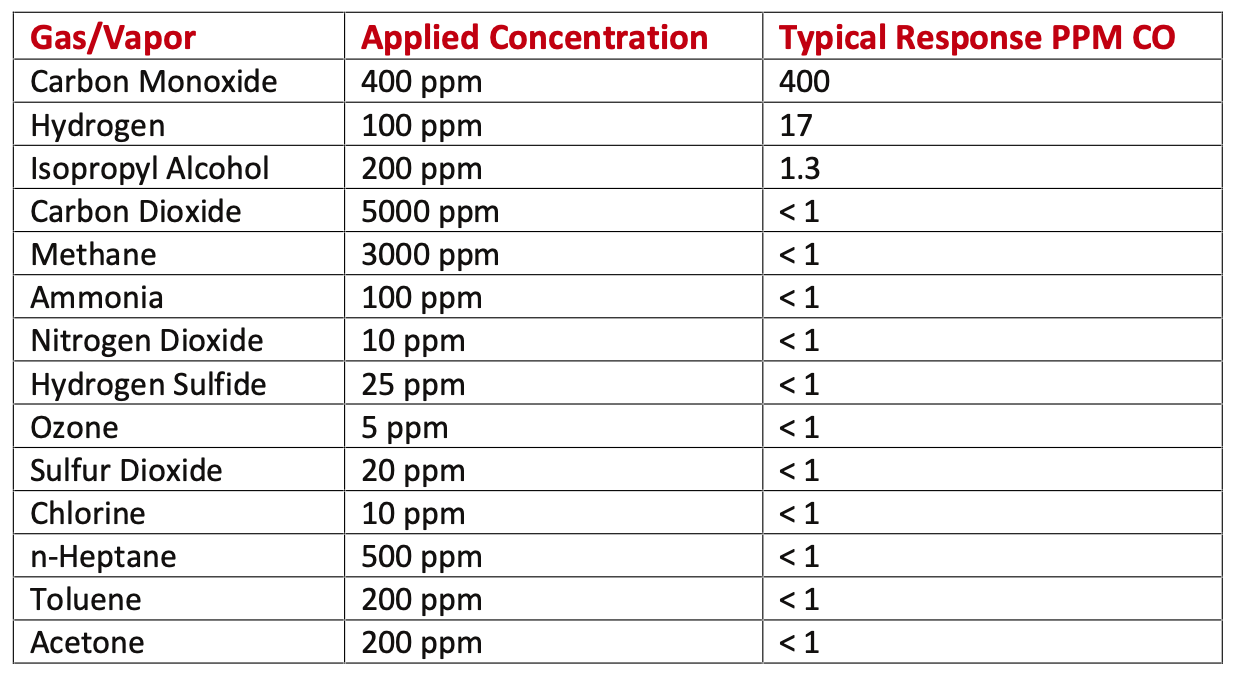 Gas/Vapor Applied Concentration Typical Response PPM CO
Carbon Monoxide 400 ppm 400
Hydrogen 100 ppm 17
Isopropyl Alcohol 200 ppm 1.3
Carbon Dioxide 5000 ppm < 1
Methane 3000 ppm < 1
Ammonia 100 ppm < 1
Nitrogen Dioxide 10 ppm < 1
Hydrogen Sulfide 25 ppm < 1
Ozone 5 ppm < 1
Sulfur Dioxide 20 ppm < 1
Chlorine 10 ppm < 1
n-Heptane 500 ppm < 1
Toluene 200 ppm < 1
Acetone 200 ppm < 1